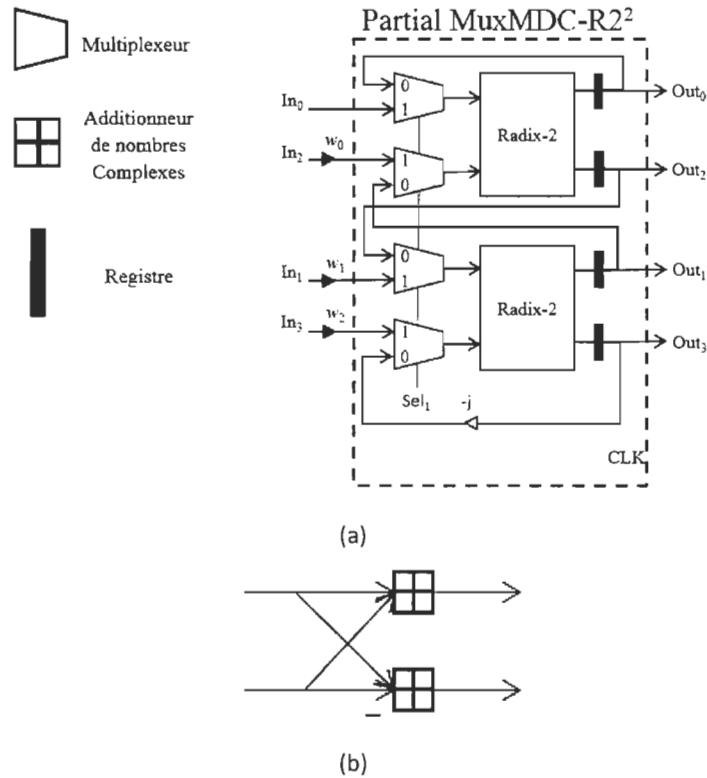 Partial MuxMDC-R2²
Multiplexeur
Additionneur
de nombres
Complexes
Registre
In₀
In₂
w₀
In₁
w₁
In₃
w₂
0
1
1
0
0
1
1
0
Radix-2
Radix-2
Out₀
Out₂
Out₁
Out₃
Sel₁
-j
CLK
(a)
−
(b)